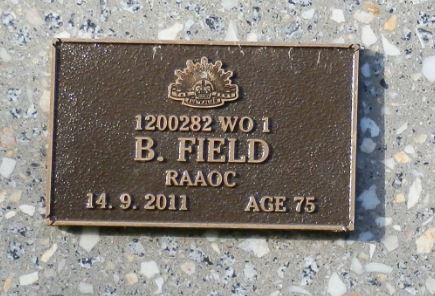 1200282 WO 1
B. FIELD
RAAOC
14. 9. 2011 AGE 75